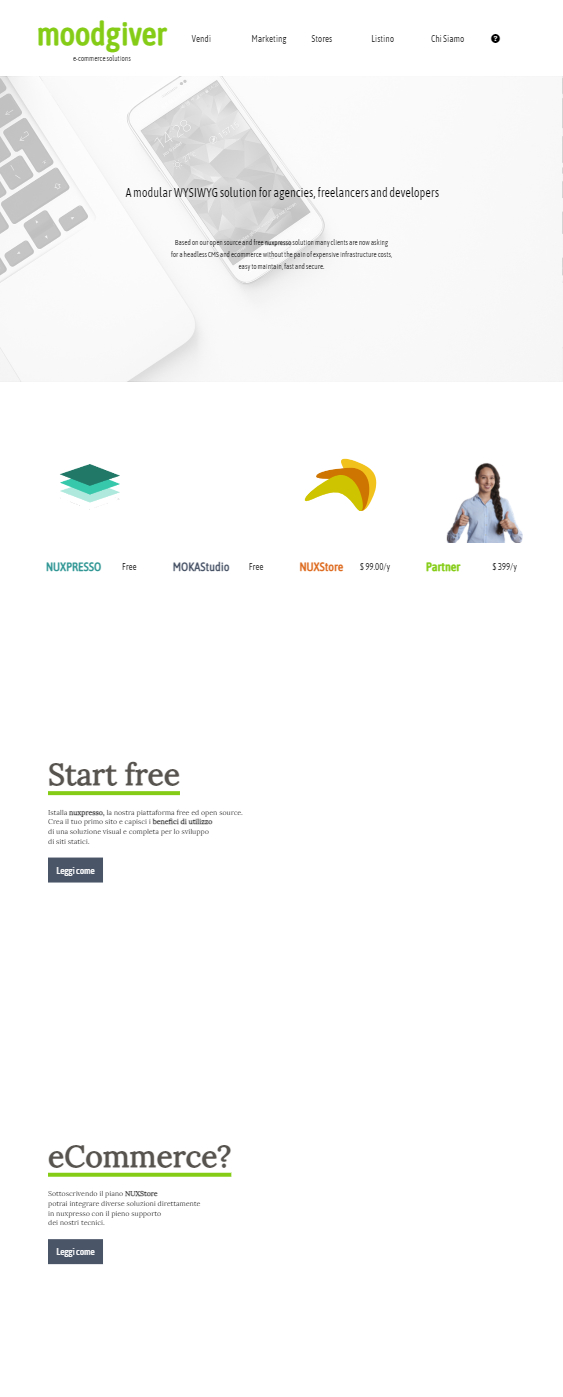 moodgiver
e-commerce solutions
Vendi Marketing Stores Listino Chi Siamo ?
14:28
A modular WYSIWYG solution for agencies, freelancers and developers
Based on our open source and free nuxpresso solution many clients are now asking
for a headless CMS and ecommerce without the pain of expensive infrastructure costs,
easy to maintain, fast and secure.
NUXPRESSO Free MOKAStudio Free NUXStore $ 99.00/y Partner $ 399/y
Start free
Istalla nuxpresso, la nostra piattaforma free ed open source.
Crea il tuo primo sito e capisci i benefici di utilizzo
di una soluzione visual e completa per lo sviluppo
di siti statici.
Leggi come
eCommerce?
Sottoscrivendo il piano NUXStore
potrai integrare diverse soluzioni direttamente
in nuxpresso con il pieno supporto
dei nostri tecnici.
Leggi come